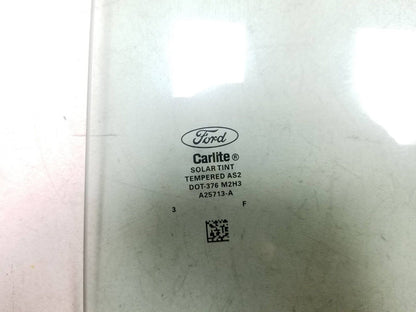 Ford
Carlite®
SOLAR TINT
TEMPERED AS2
DOT-376 M2H3
A25713-A
3 F